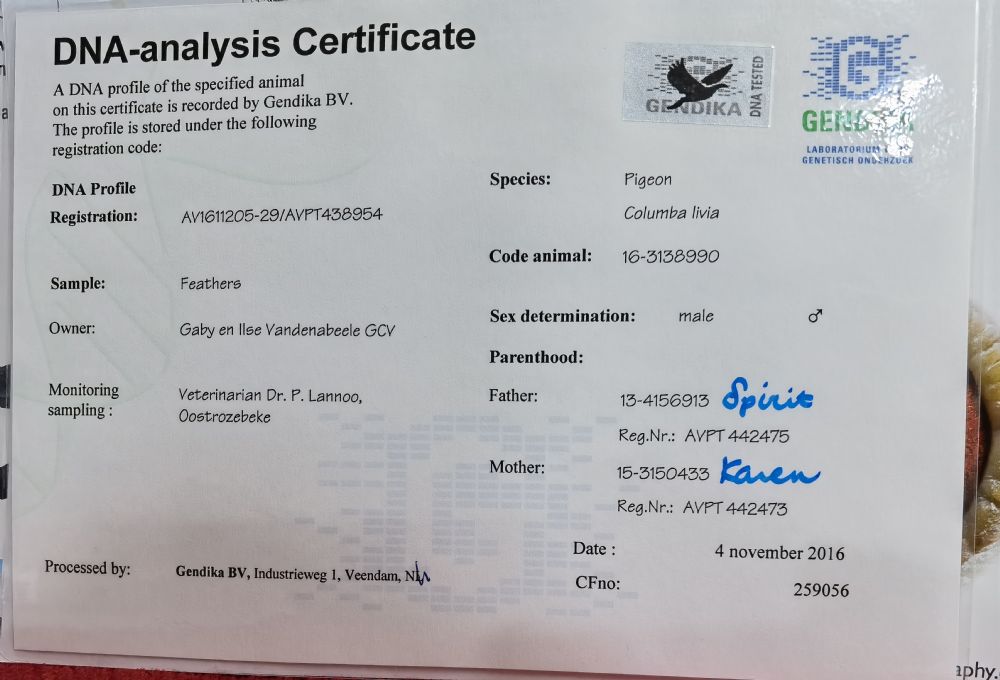 DNA-analysis Certificate
A DNA profile of the specified animal
on this certificate is recorded by Gendika BV.
The profile is stored under the following
registration code:
GENDIKA
DNA TESTED
LABORATORIUM
GENETISCH ONDERZOEK
DNA Profile
Registration: AV1611205-29/AVPT438954
Sample: Feathers
Owner: Gaby en Ilse Vandenabeele GCV
Monitoring
sampling : Veterinarian Dr. P. Lannoo,
Oostrozebeke
Species: Pigeon
Columba livia
Code animal: 16-3138990
Sex determination: male ♂
Parenthood:
Father: 13-4156913 Spirit
Reg.Nr.: AVPT 442475
Mother: 15-3150433 Karen
Reg.Nr.: AVPT 442473
Date : 4 november 2016
CFno: 259056
Processed by: Gendika BV, Industrieweg 1, Veendam,
aphy.